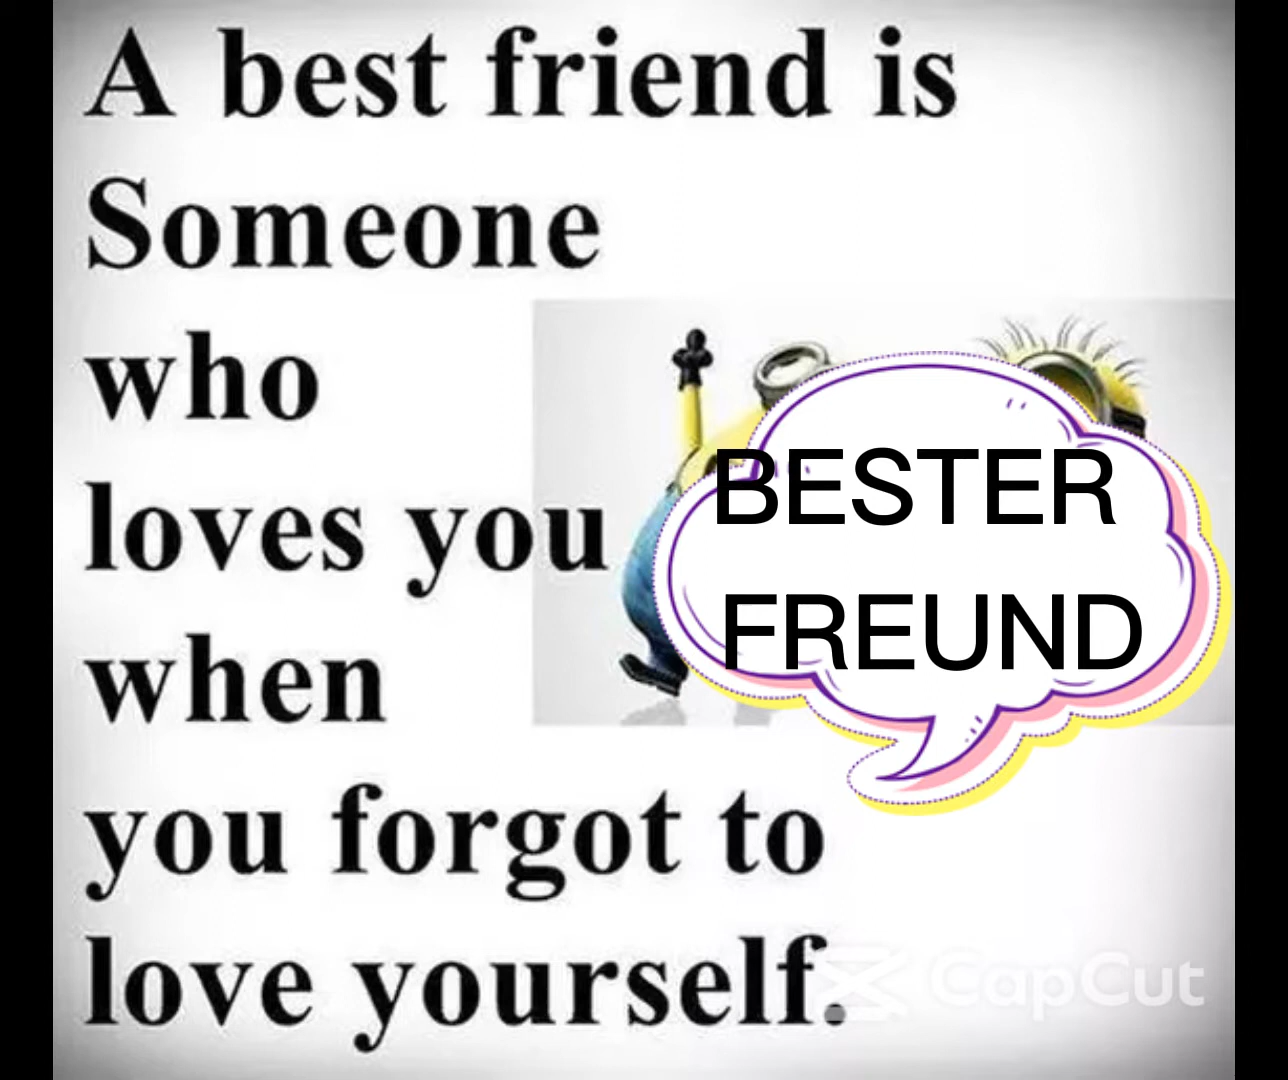 A best friend is
Someone
who
loves you
when
you forgot to
love yourself.
BESTER
FREUND
CapCut